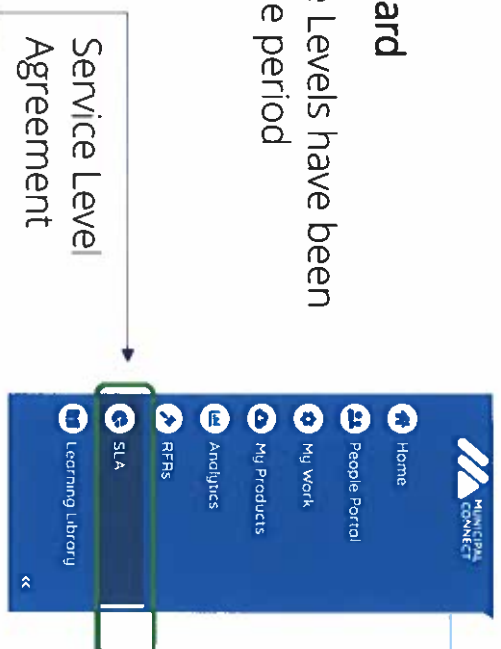 ard
e Levels have been
e period
Service Level
Agreement
MUNICIPAL
CONNECT
Home
People Portal
My Work
My Products
Analytics
RFRs
SLA
Learning Library
«